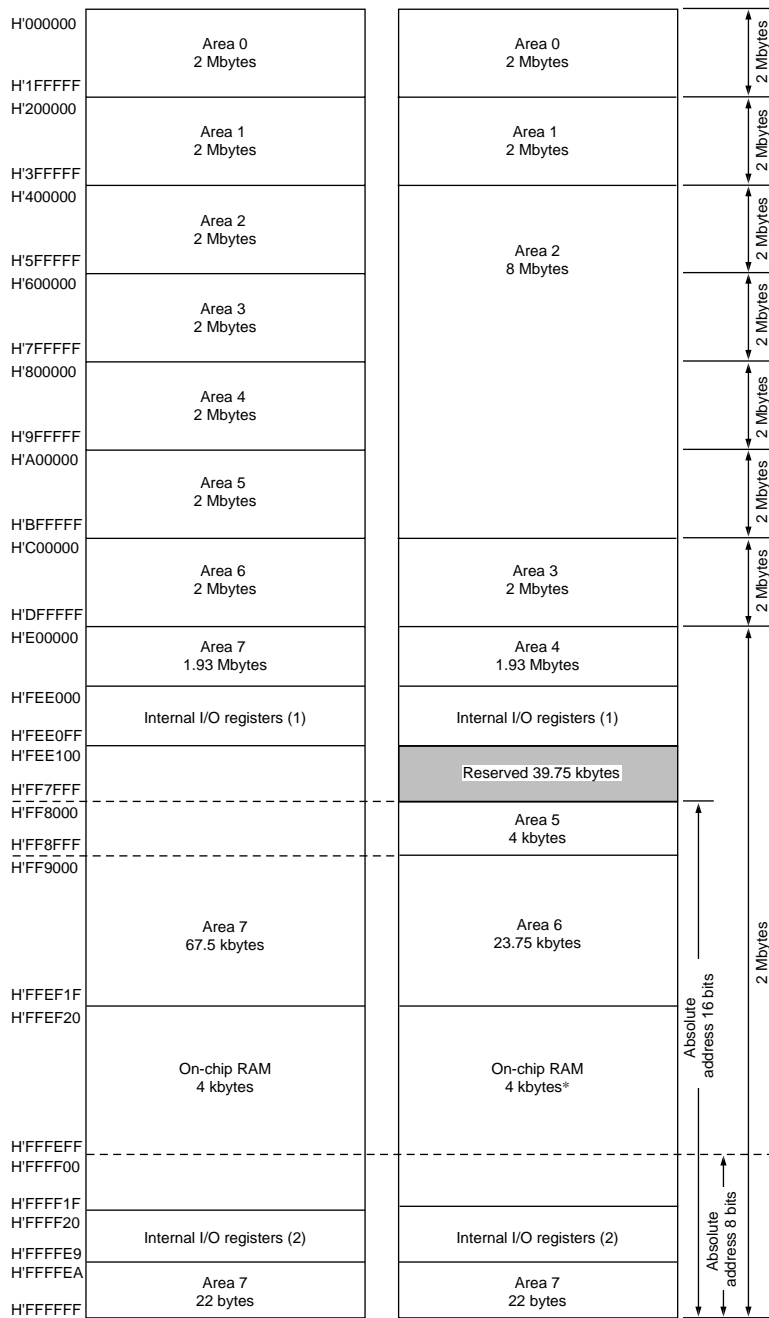 H'000000
H'1FFFFF
H'200000
H'3FFFFF
H'400000
H'5FFFFF
H'600000
H'7FFFFF
H'800000
H'9FFFFF
H'A00000
H'BFFFFF
H'C00000
H'DFFFFF
H'E00000
H'FEE000
H'FEE0FF
H'FEE100
H'FF7FFF
H'FF8000
H'FF8FFF
H'FF9000
H'FFEF1F
H'FFEF20
H'FFFEFF
H'FFFF00
H'FFFF1F
H'FFFF20
H'FFFFE9
H'FFFFEA
H'FFFFFF
Area 0
2 Mbytes
Area 1
2 Mbytes
Area 2
2 Mbytes
Area 3
2 Mbytes
Area 4
2 Mbytes
Area 5
2 Mbytes
Area 6
2 Mbytes
Area 7
1.93 Mbytes
Internal I/O registers (1)
Area 7
67.5 kbytes
On-chip RAM
4 kbytes
Internal I/O registers (2)
Area 7
22 bytes
Area 0
2 Mbytes
Area 1
2 Mbytes
Area 2
8 Mbytes
Area 3
2 Mbytes
Area 4
1.93 Mbytes
Internal I/O registers (1)
Reserved 39.75 kbytes
Area 5
4 kbytes
Area 6
23.75 kbytes
On-chip RAM
4 kbytes*
Internal I/O registers (2)
Area 7
22 bytes
2 Mbytes
2 Mbytes
2 Mbytes
2 Mbytes
2 Mbytes
2 Mbytes
2 Mbytes
2 Mbytes
Absolute
address 16 bits
Absolute
address 8 bits